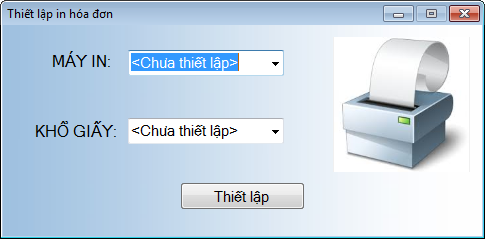 Thiết lập in hóa đơn
MÁY IN: <Chưa thiết lập>
KHỔ GIẤY: <Chưa thiết lập>
Thiết lập